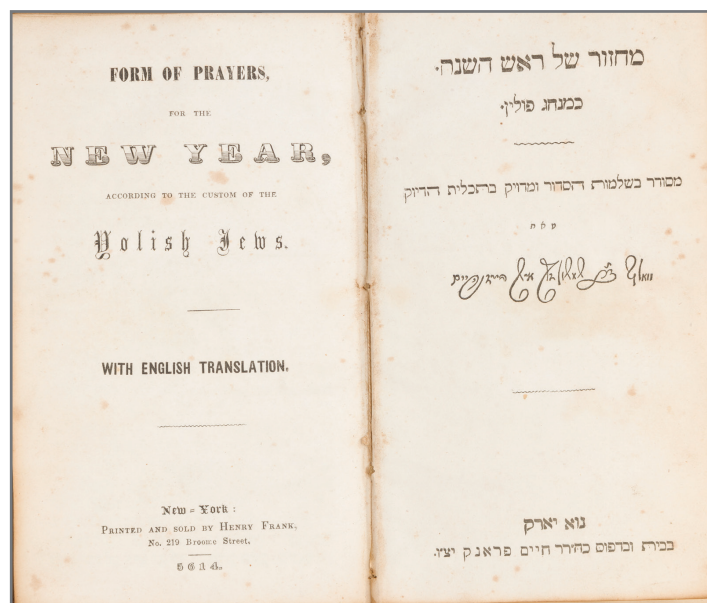 FORM OF PRAYERS,
FOR THE
NEW YEAR,
ACCORDING TO THE CUSTOM OF THE
Polish Jews.
WITH ENGLISH TRANSLATION.
New-York:
PRINTED AND SOLD BY HENRY FRANK,
No. 219 Broome Street.
5614.
מחזור של ראש השנה.
כמנהג פולין.
מסודר בשלמות הסדור ומדויק בתכלית הדיוק
נוא יארק
בבית ובדפוס כה׳ר׳ר חיים פראנק יצ״ו.